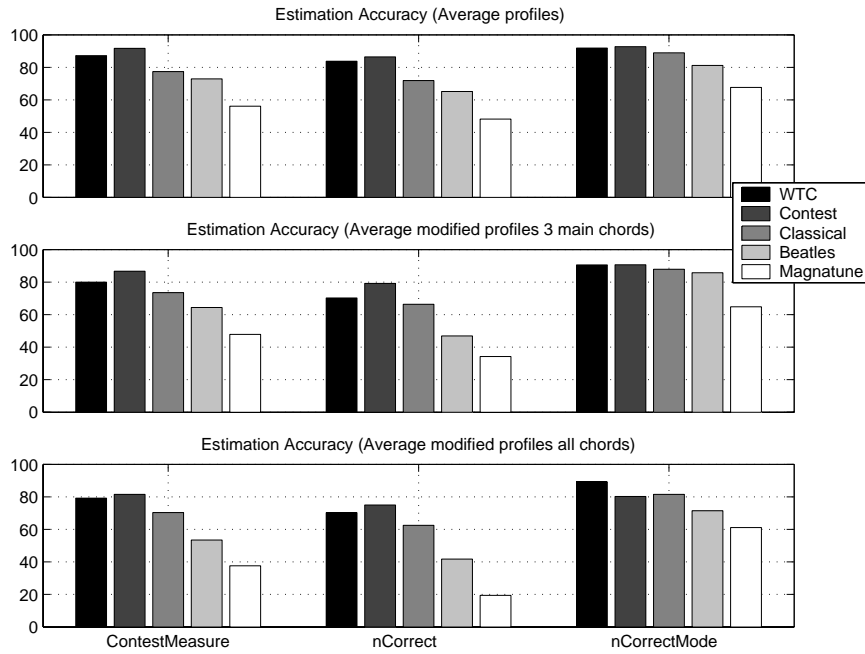 Estimation Accuracy (Average profiles)
100
80
60
40
20
0
WTC
Contest
Classical
Beatles
Magnatune
Estimation Accuracy (Average modified profiles 3 main chords)
100
80
60
40
20
0
Estimation Accuracy (Average modified profiles all chords)
100
80
60
40
20
0
ContestMeasure nCorrect nCorrectMode